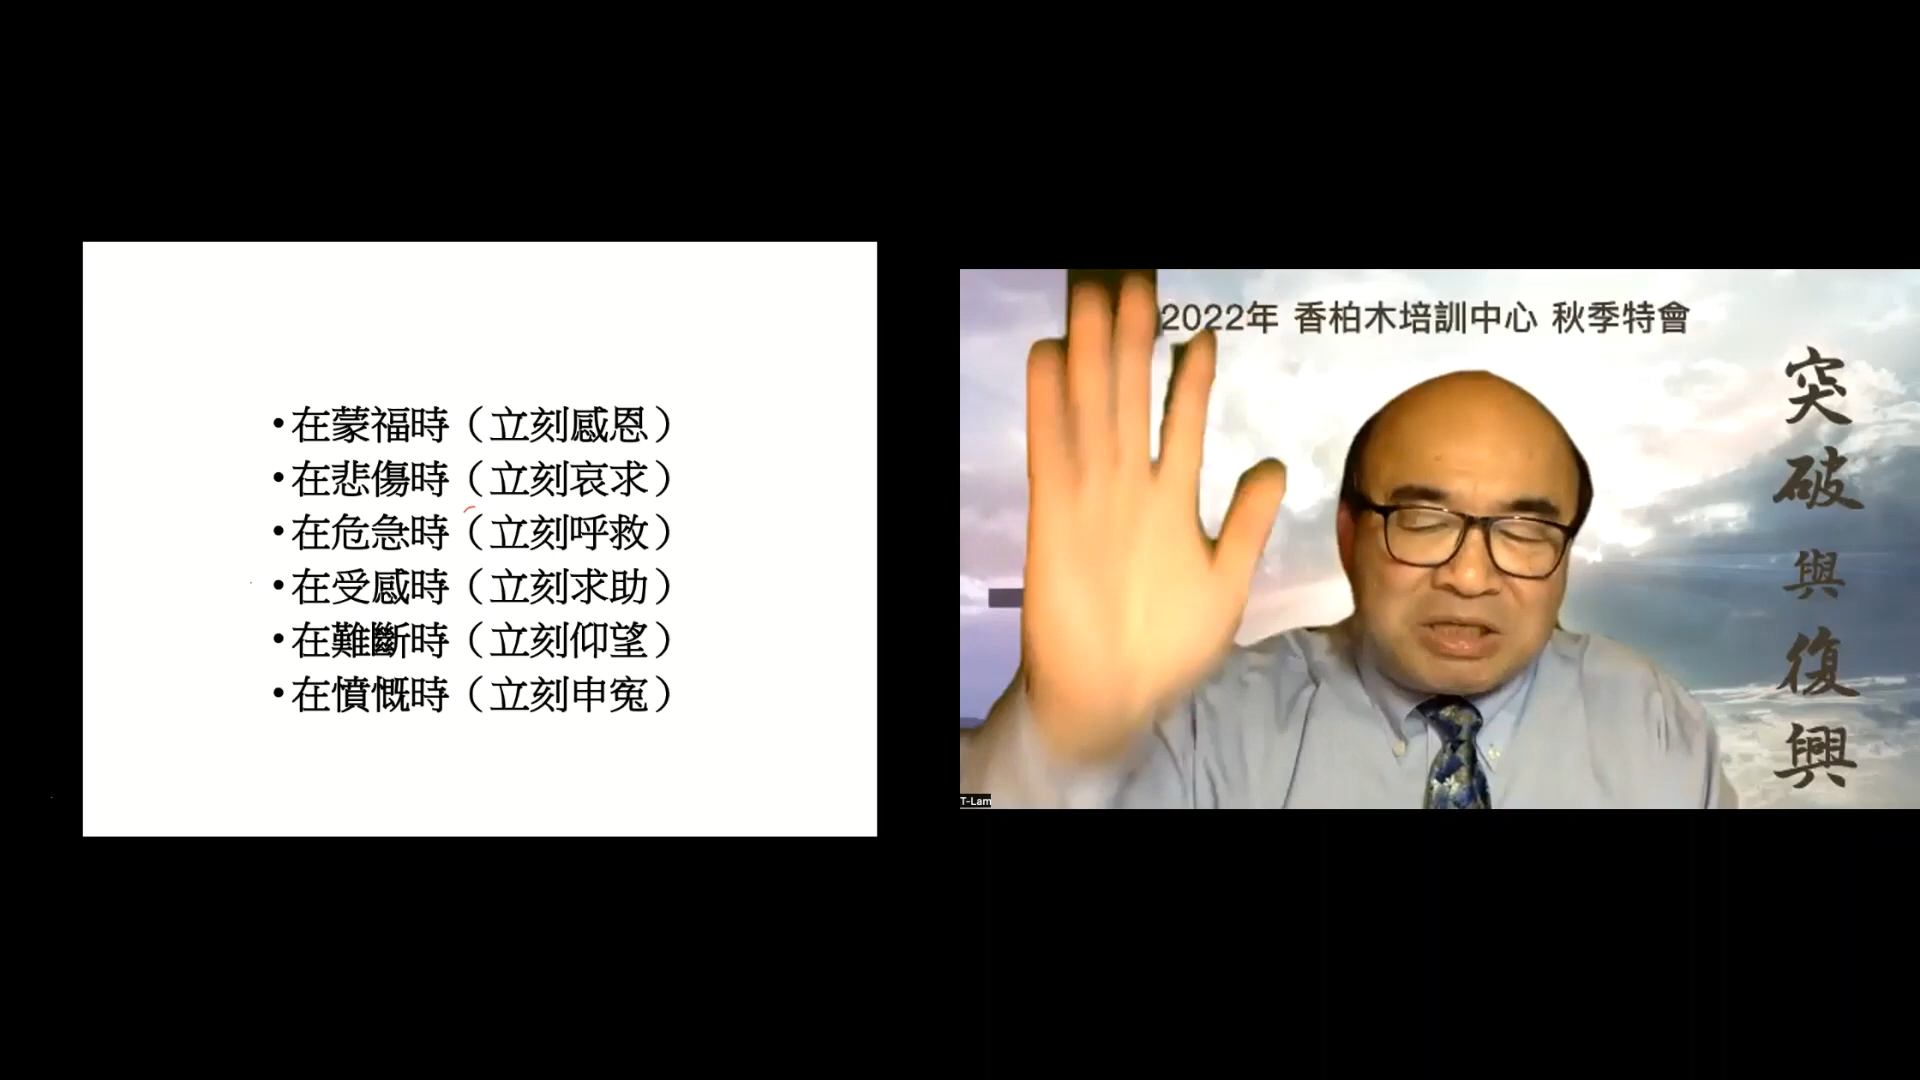 •在蒙福時（立刻感恩）
•在悲傷時（立刻哀求）
•在危急時（立刻呼救）
•在受感時（立刻求助）
•在難斷時（立刻仰望）
•在憤慨時（立刻申冤）
2022年 香柏木培訓中心 秋季特會
突破與復興
T-Lam